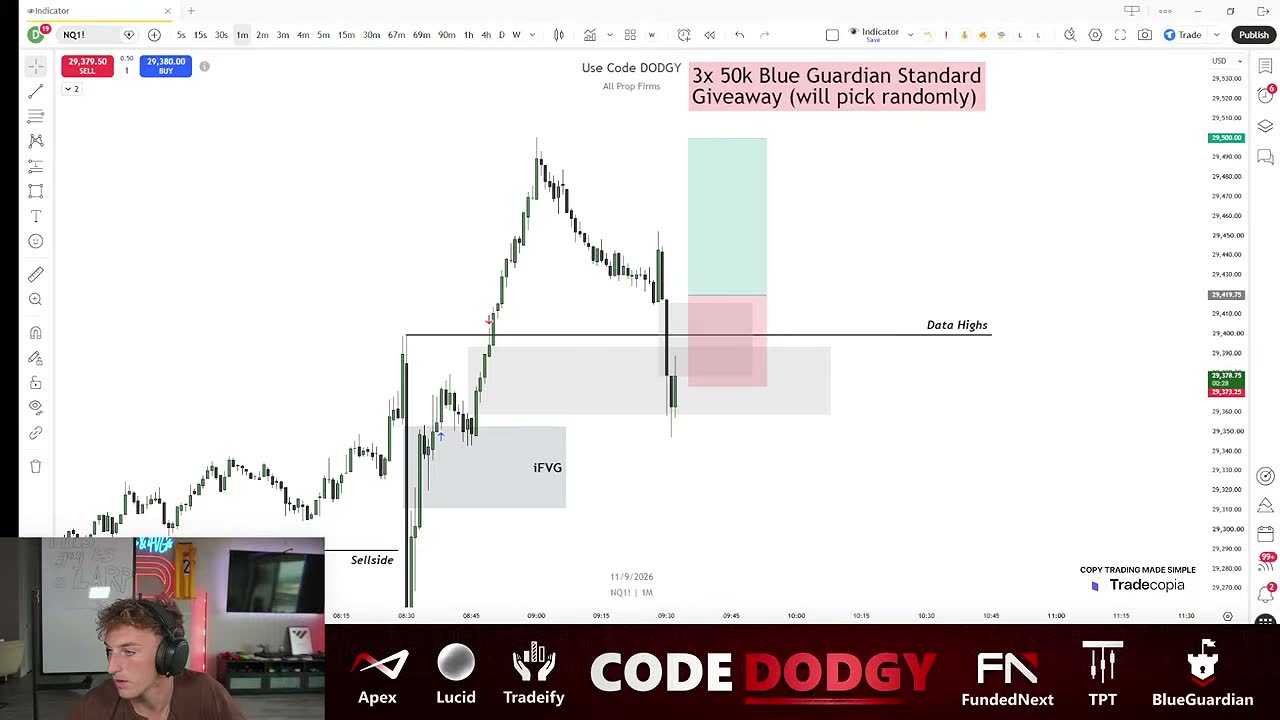 Indicator
19
NQ1!
5s 15s 30s 1m 2m 3m 4m 5m 15m 30m 67m 69m 90m 1h 4h D W
w
Indicator
Save
L L
Trade
Publish
29,379.50
SELL
0.50
1
29,380.00
BUY
2
Use Code DODGY
All Prop Firms
3x 50k Blue Guardian Standard
Giveaway (will pick randomly)
USD
29,530.00
29,520.00
29,510.00
29,500.00
29,490.00
29,480.00
29,470.00
29,460.00
29,450.00
29,440.00
29,430.00
29,419.75
29,410.00
29,400.00
29,390.00
29,378.75
00:28
29,373.25
29,360.00
29,350.00
29,340.00
29,330.00
29,320.00
29,310.00
29,300.00
29,290.00
29,280.00
29,270.00
6
99+
2
Data Highs
iFVG
Sellside
11/9/2026
NQ1! | 1M
COPY TRADING MADE SIMPLE
Tradecopia
08:15 08:30 08:45 09:00 09:15 09:30 09:45 10:00 10:15 10:30 10:45 11:00 11:15 11:30
Apex
Lucid
Tradeify
CODE DODGY
FN
FundedNext
TPT
BlueGuardian